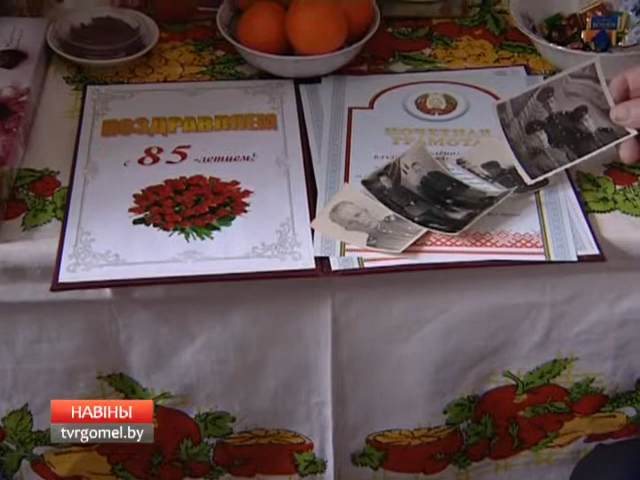 ПОЗДРАВЛЯЕМ
с 85-летием!
ПОЧЕТНАЯ
ГРАМОТА
НАВІНЫ
tvrgomel.by